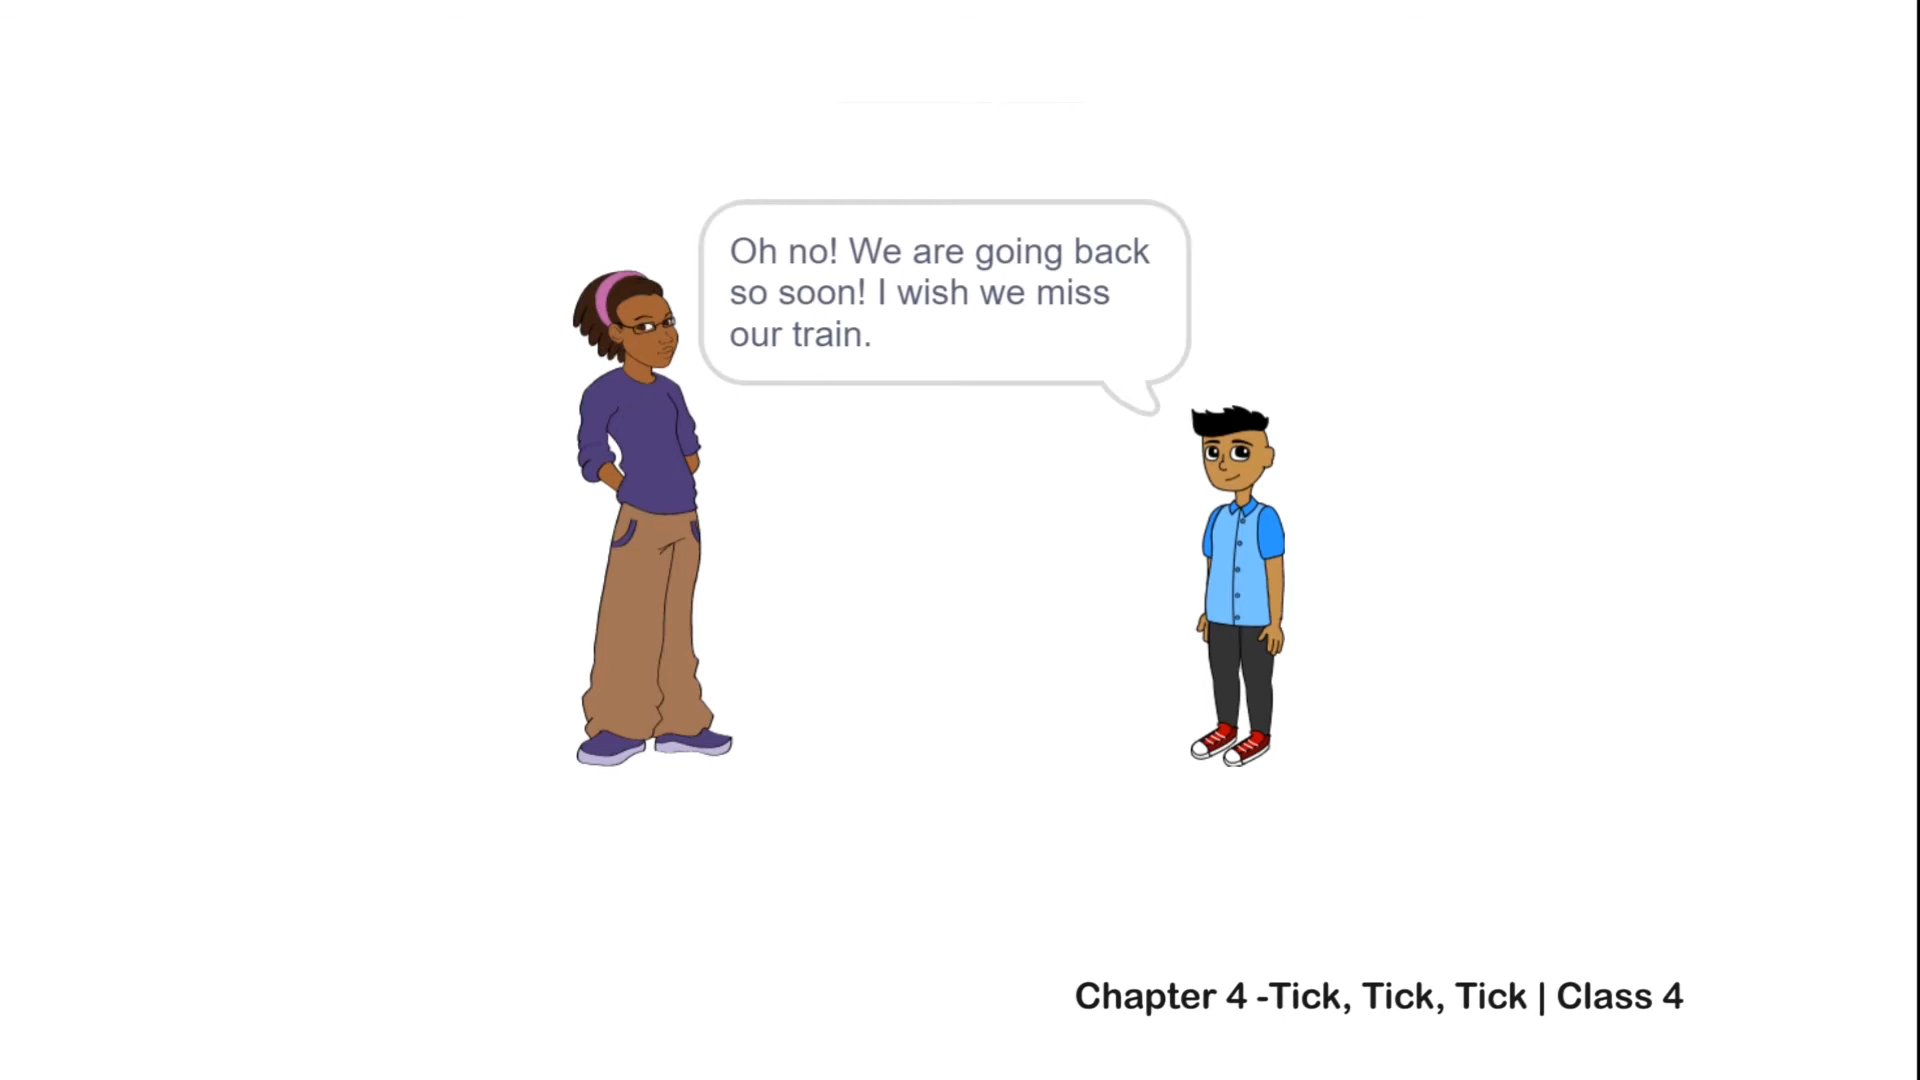 Oh no! We are going back
so soon! I wish we miss
our train.
Chapter 4 -Tick, Tick, Tick | Class 4